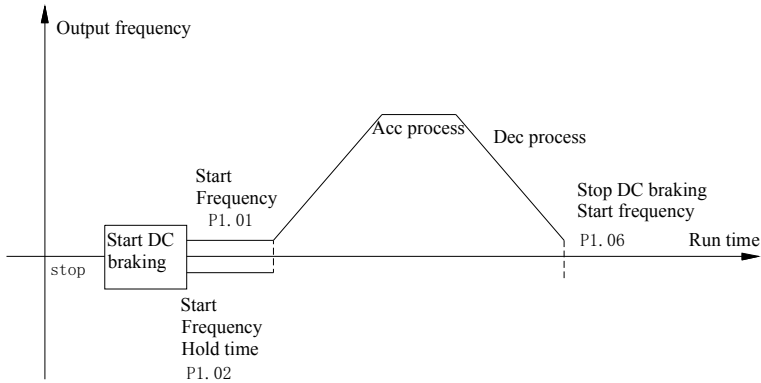 Output frequency
Acc process
Dec process
Start
Frequency
P1.01
Stop DC braking
Start frequency
P1.06
Run time
Start DC
braking
stop
Start
Frequency
Hold time
P1.02